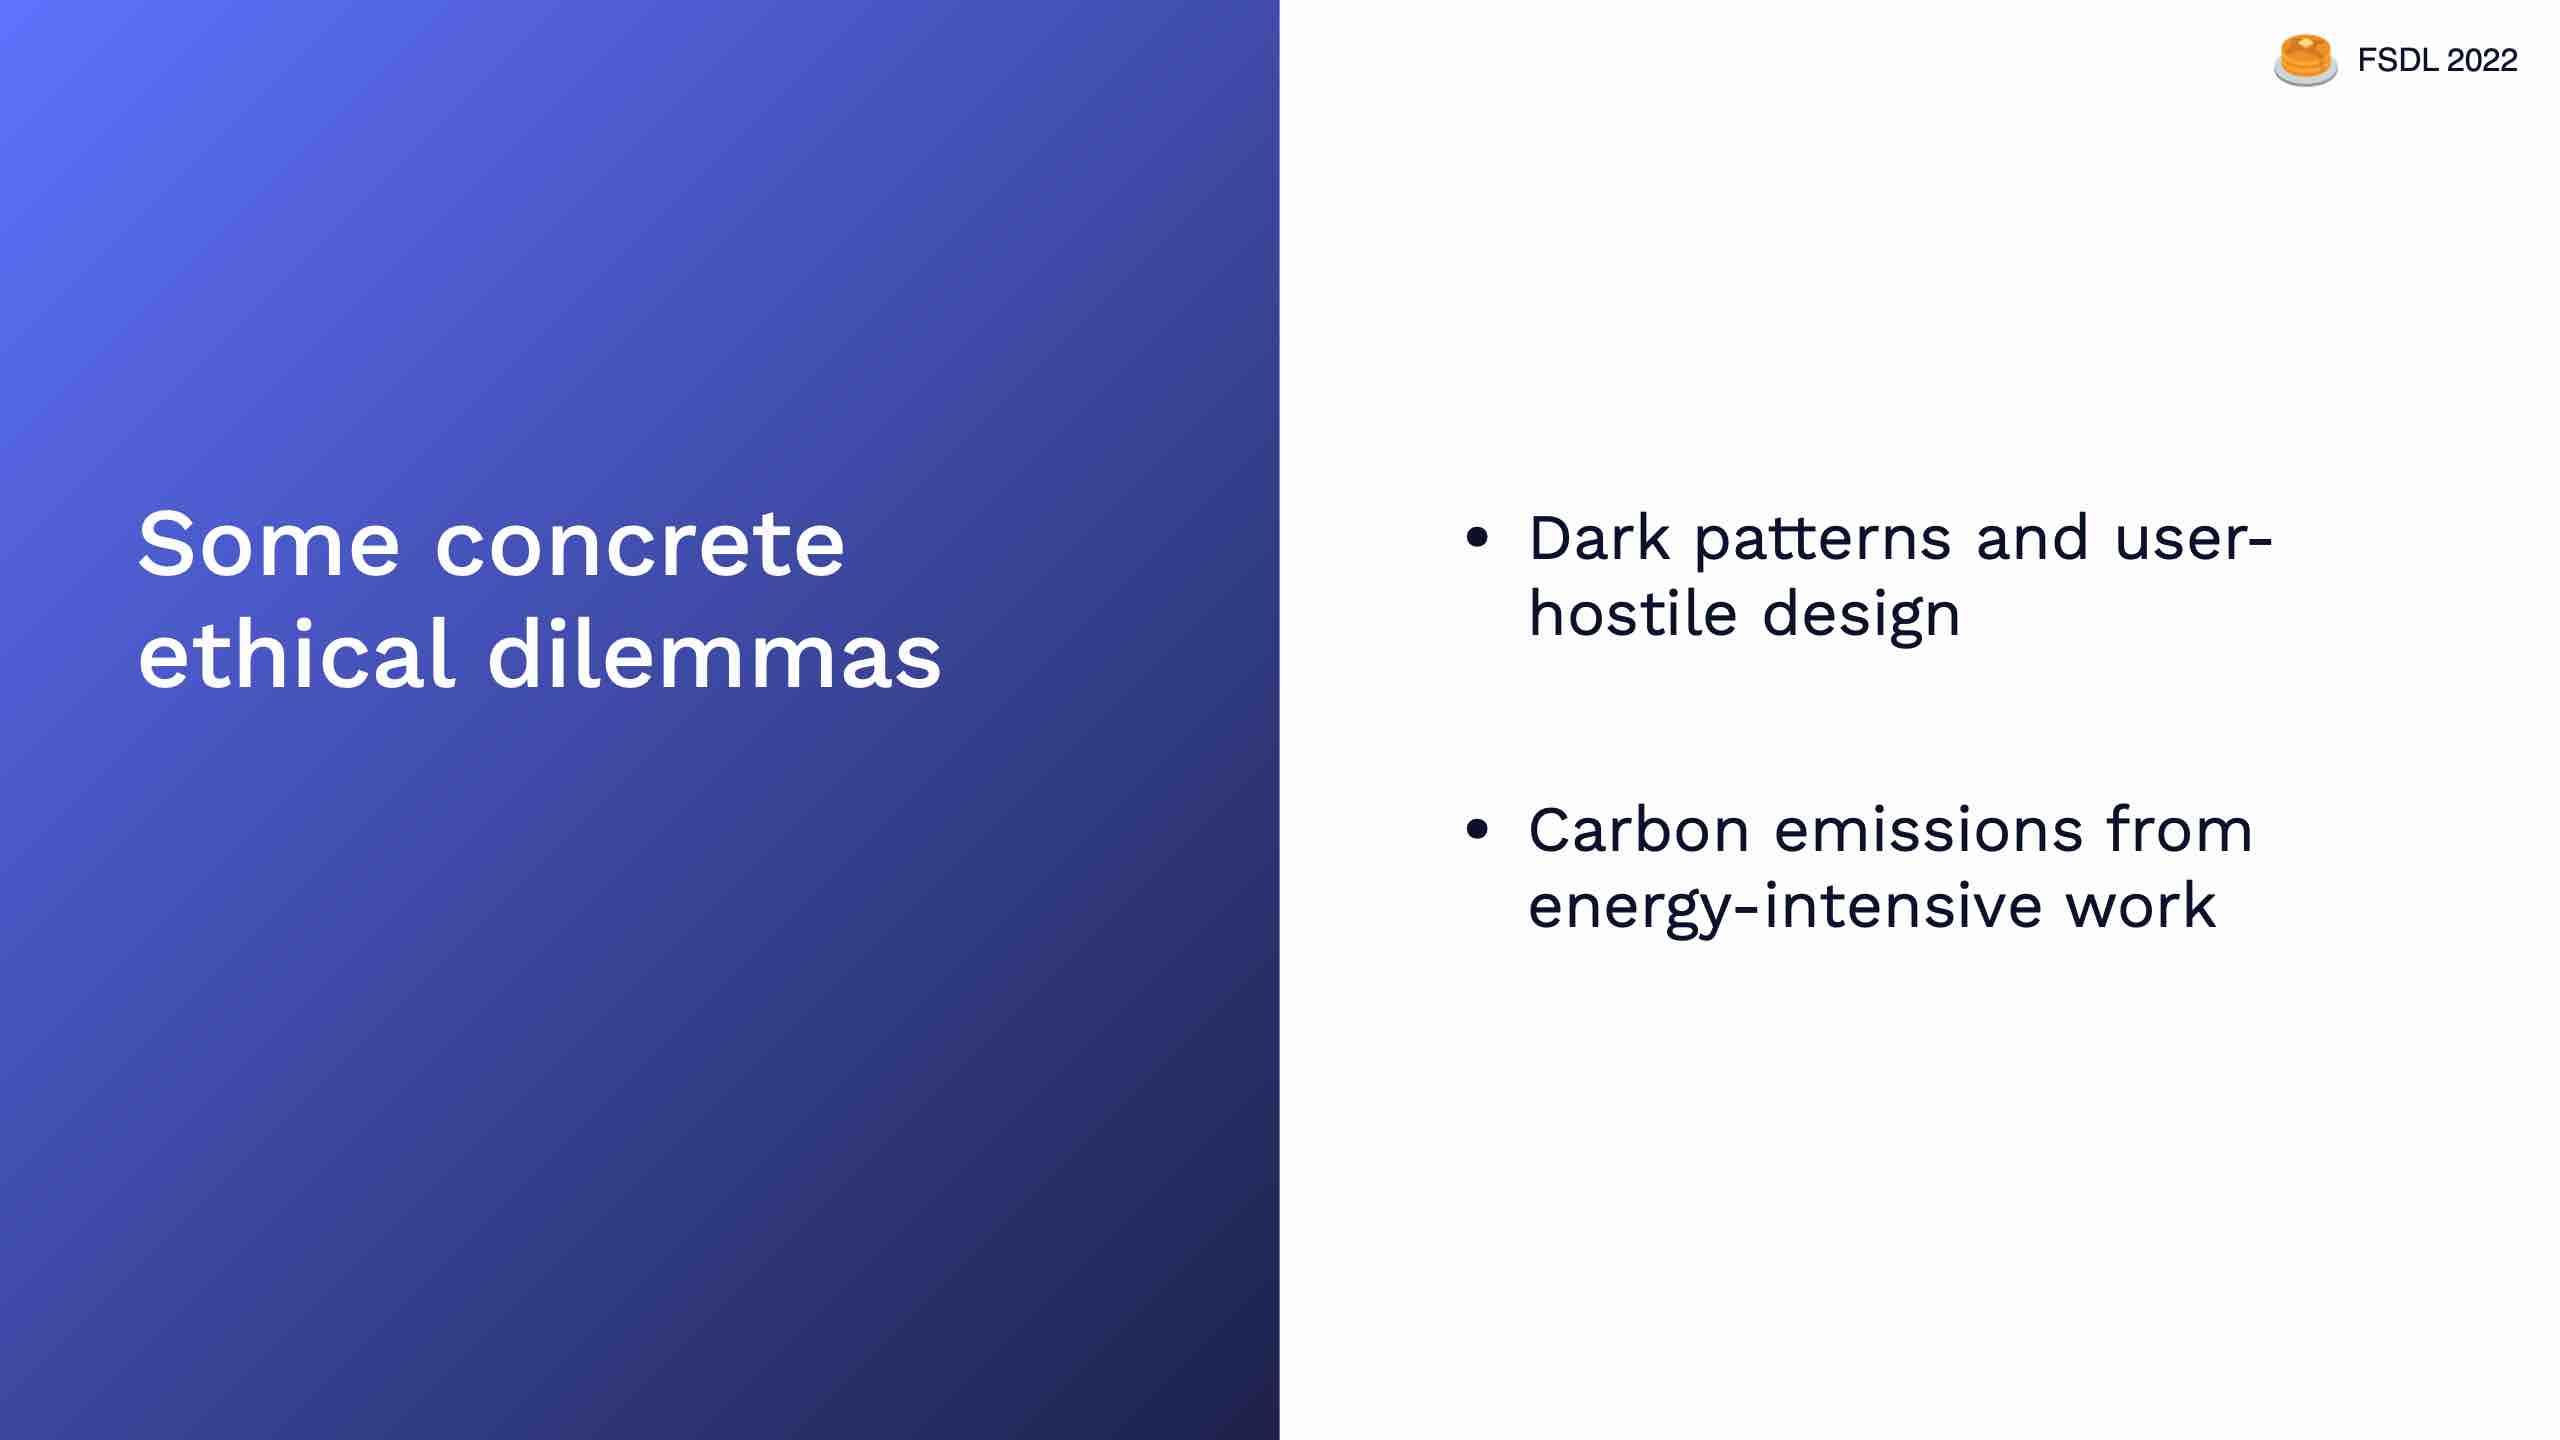 FSDL 2022
Some concrete
ethical dilemmas
• Dark patterns and user-
hostile design
• Carbon emissions from
energy-intensive work